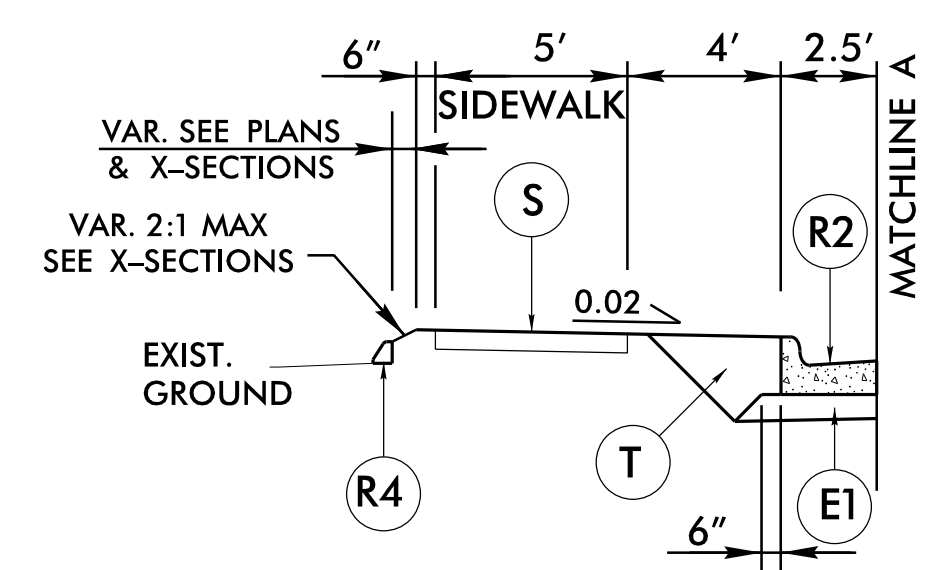 6" 5' 4' 2.5'
SIDEWALK
MATCHLINE A
VAR. SEE PLANS
& X–SECTIONS
S
R2
VAR. 2:1 MAX
SEE X–SECTIONS
0.02
EXIST.
GROUND
T
R4
E1
6"